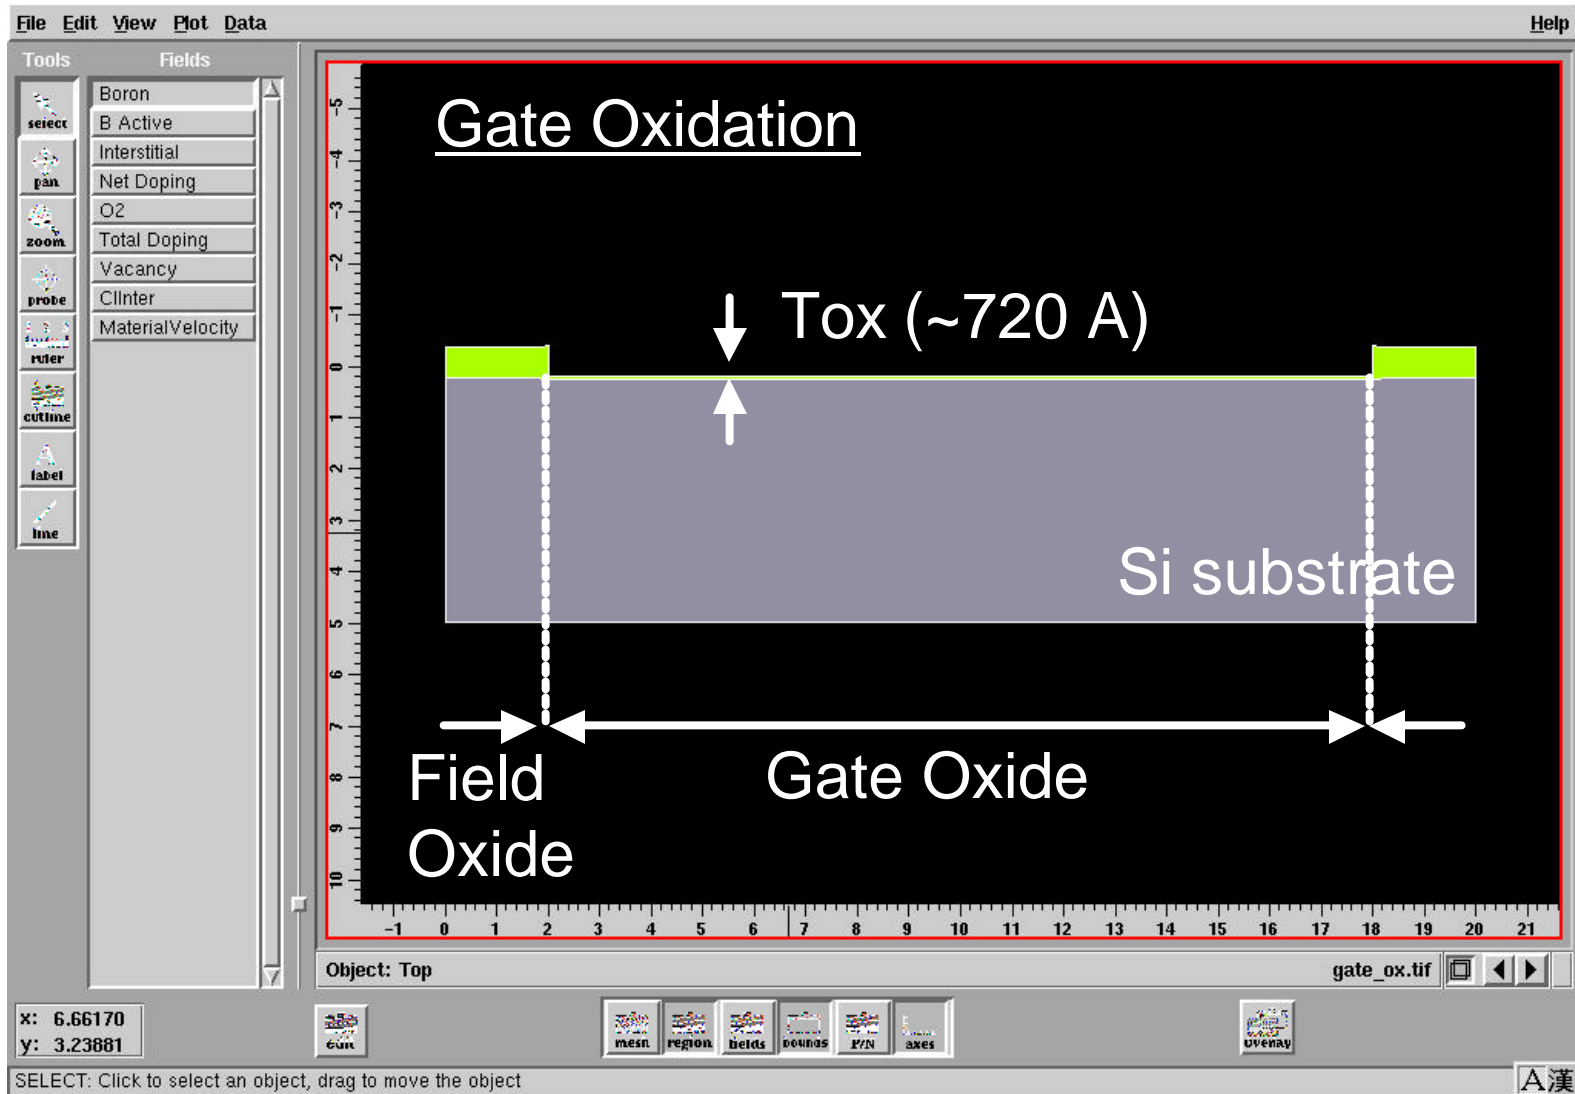 File Edit View Plot Data Help
Tools Fields
select
pan
zoom
probe
ruler
cutline
label
line
Boron
B Active
Interstitial
Net Doping
O2
Total Doping
Vacancy
ClInter
MaterialVelocity
Gate Oxidation
Tox (~720 A)
Si substrate
Field
Oxide
Gate Oxide
-5
-4
-3
-2
-1
0
1
2
3
4
5
6
7
8
9
10
-1 0 1 2 3 4 5 6 7 8 9 10 11 12 13 14 15 16 17 18 19 20 21
Object: Top gate_ox.tif
x: 6.66170
y: 3.23881
edit mesh region fields bounds P/N axes overlay
SELECT: Click to select an object, drag to move the object
A漢